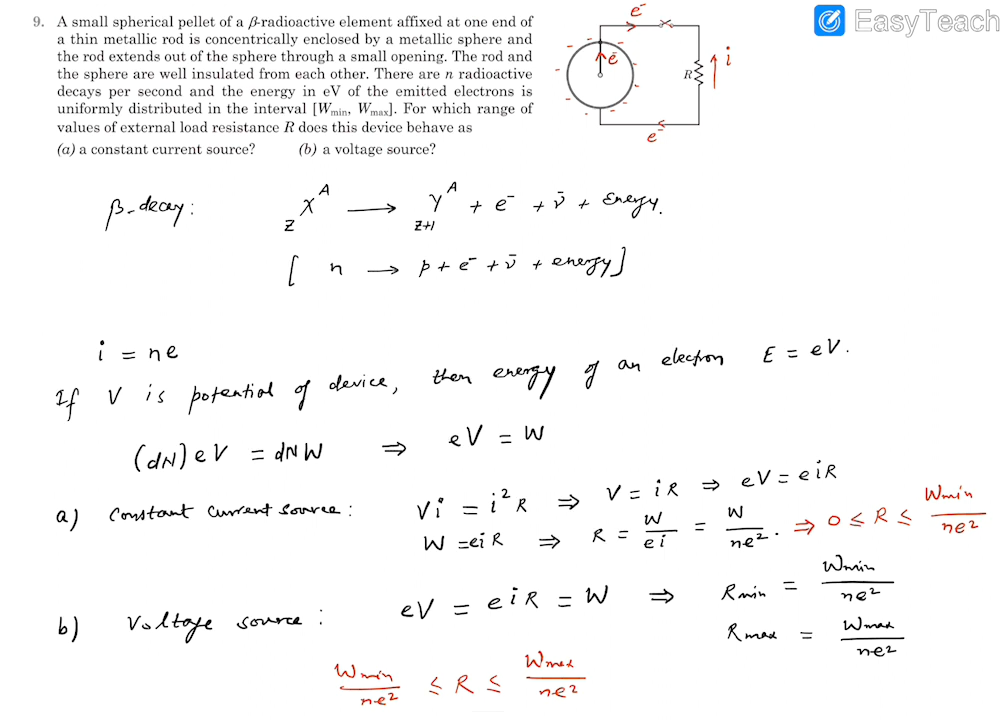 9. A small spherical pellet of a β-radioactive element affixed at one end of
a thin metallic rod is concentrically enclosed by a metallic sphere and
the rod extends out of the sphere through a small opening. The rod and
the sphere are well insulated from each other. There are n radioactive
decays per second and the energy in eV of the emitted electrons is
uniformly distributed in the interval [Wmin, Wmax]. For which range of
values of external load resistance R does this device behave as
(a) a constant current source? (b) a voltage source?
e⁻
e⁻
R
i
e⁻
EasyTeach
β-decay: zXᴬ ⟶ z+1Yᴬ + e⁻ + ν̄ + Energy.
[ n ⟶ p + e⁻ + ν̄ + energy]
i = ne
If V is potential of device, then energy of an electron E = eV.
(dN)eV = dNW ⇒ eV = W
a) Constant current source: Vi = i²R ⇒ V = iR ⇒ eV = eiR
W = eiR ⇒ R = W/ei = W/ne². ⇒ 0 ≤ R ≤ Wmin/ne²
b) Voltage source: eV = eiR = W ⇒ Rmin = Wmin/ne²
Rmax = Wmax/ne²
Wmin/ne² ≤ R ≤ Wmax/ne²